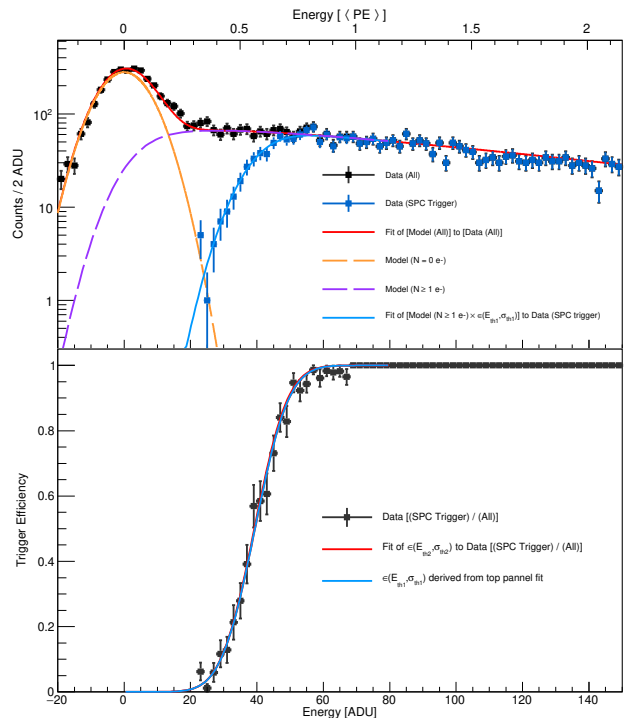 Energy [ ⟨ PE ⟩ ]
0 0.5 1 1.5 2
Counts / 2 ADU
10²
10
1
Data (All)
Data (SPC Trigger)
Fit of [Model (All)] to [Data (All)]
Model (N = 0 e-)
Model (N ≥ 1 e-)
Fit of [Model (N ≥ 1 e-) × ∈(E_th1,σ_th1)] to Data (SPC trigger)
Trigger Efficiency
1
0.8
0.6
0.4
0.2
0
Data [(SPC Trigger) / (All)]
Fit of ∈(E_th2,σ_th2) to Data [(SPC Trigger) / (All)]
∈(E_th1,σ_th1) derived from top pannel fit
−20 0 20 40 60 80 100 120 140
Energy [ADU]